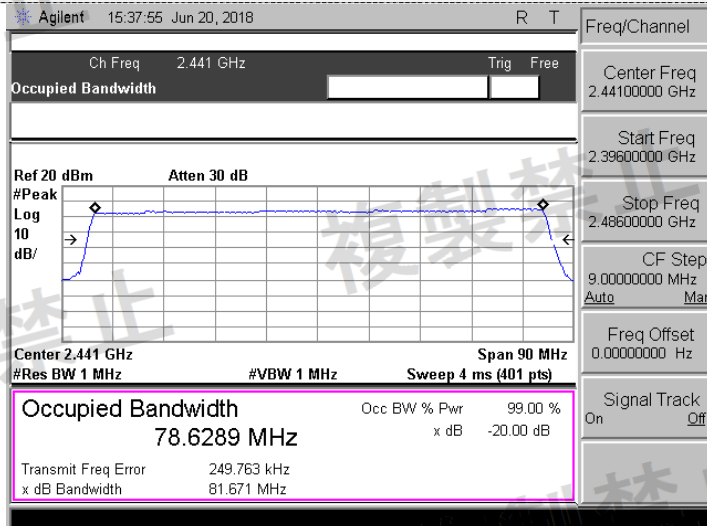 Agilent 15:37:55 Jun 20, 2018 R T
Freq/Channel
Ch Freq 2.441 GHz Trig Free
Occupied Bandwidth
Center Freq
2.44100000 GHz
Start Freq
2.39600000 GHz
Stop Freq
2.48600000 GHz
CF Step
9.00000000 MHz
Auto Man
Freq Offset
0.00000000 Hz
Signal Track
On Off
Ref 20 dBm Atten 30 dB
#Peak
Log
10
dB/
Center 2.441 GHz Span 90 MHz
#Res BW 1 MHz #VBW 1 MHz Sweep 4 ms (401 pts)
Occupied Bandwidth Occ BW % Pwr 99.00 %
78.6289 MHz x dB -20.00 dB
Transmit Freq Error 249.763 kHz
x dB Bandwidth 81.671 MHz
複製禁止
禁止